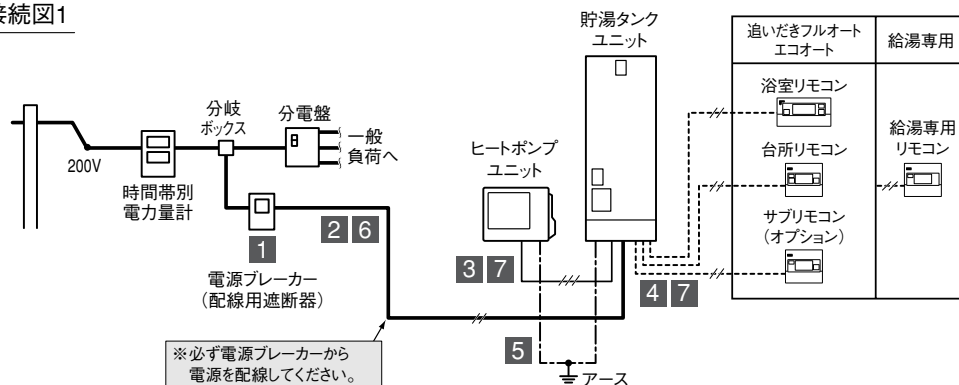 接続図1
貯湯タンク
ユニット
追いだきフルオート
エコオート
給湯専用
浴室リモコン
台所リモコン
サブリモコン
（オプション）
給湯専用
リモコン
分岐
ボックス
分電盤
一般
負荷へ
200V
時間帯別
電力量計
ヒートポンプ
ユニット
1
2 6
3 7
4 7
5
電源ブレーカー
（配線用遮断器）
※必ず電源ブレーカーから
電源を配線してください。
アース